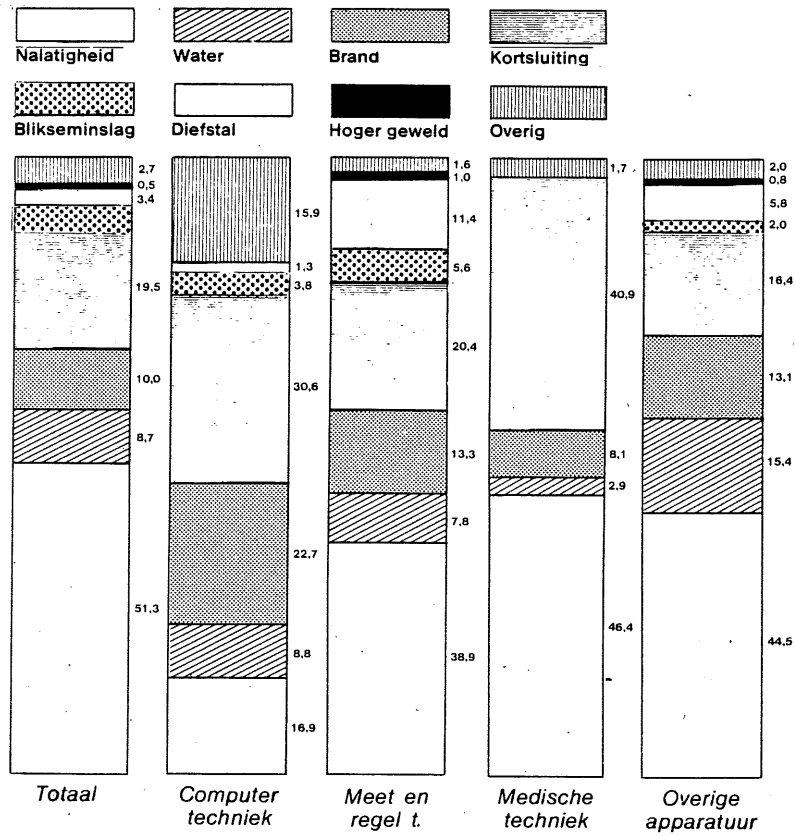 Nalatigheid
Water
Brand
Kortsluiting
Blikseminslag
Diefstal
Hoger geweld
Overig
2,7
0,5
3,4
19,5
10,0
8,7
51,3
Totaal
15,9
1,3
3,8
30,6
22,7
8,8
16,9
Computer
techniek
1,6
1,0
11,4
5,6
20,4
13,3
7,8
38,9
Meet en
regel t.
1,7
40,9
8,1
2,9
46,4
Medische
techniek
2,0
0,8
5,8
2,0
16,4
13,1
15,4
44,5
Overige
apparatuur